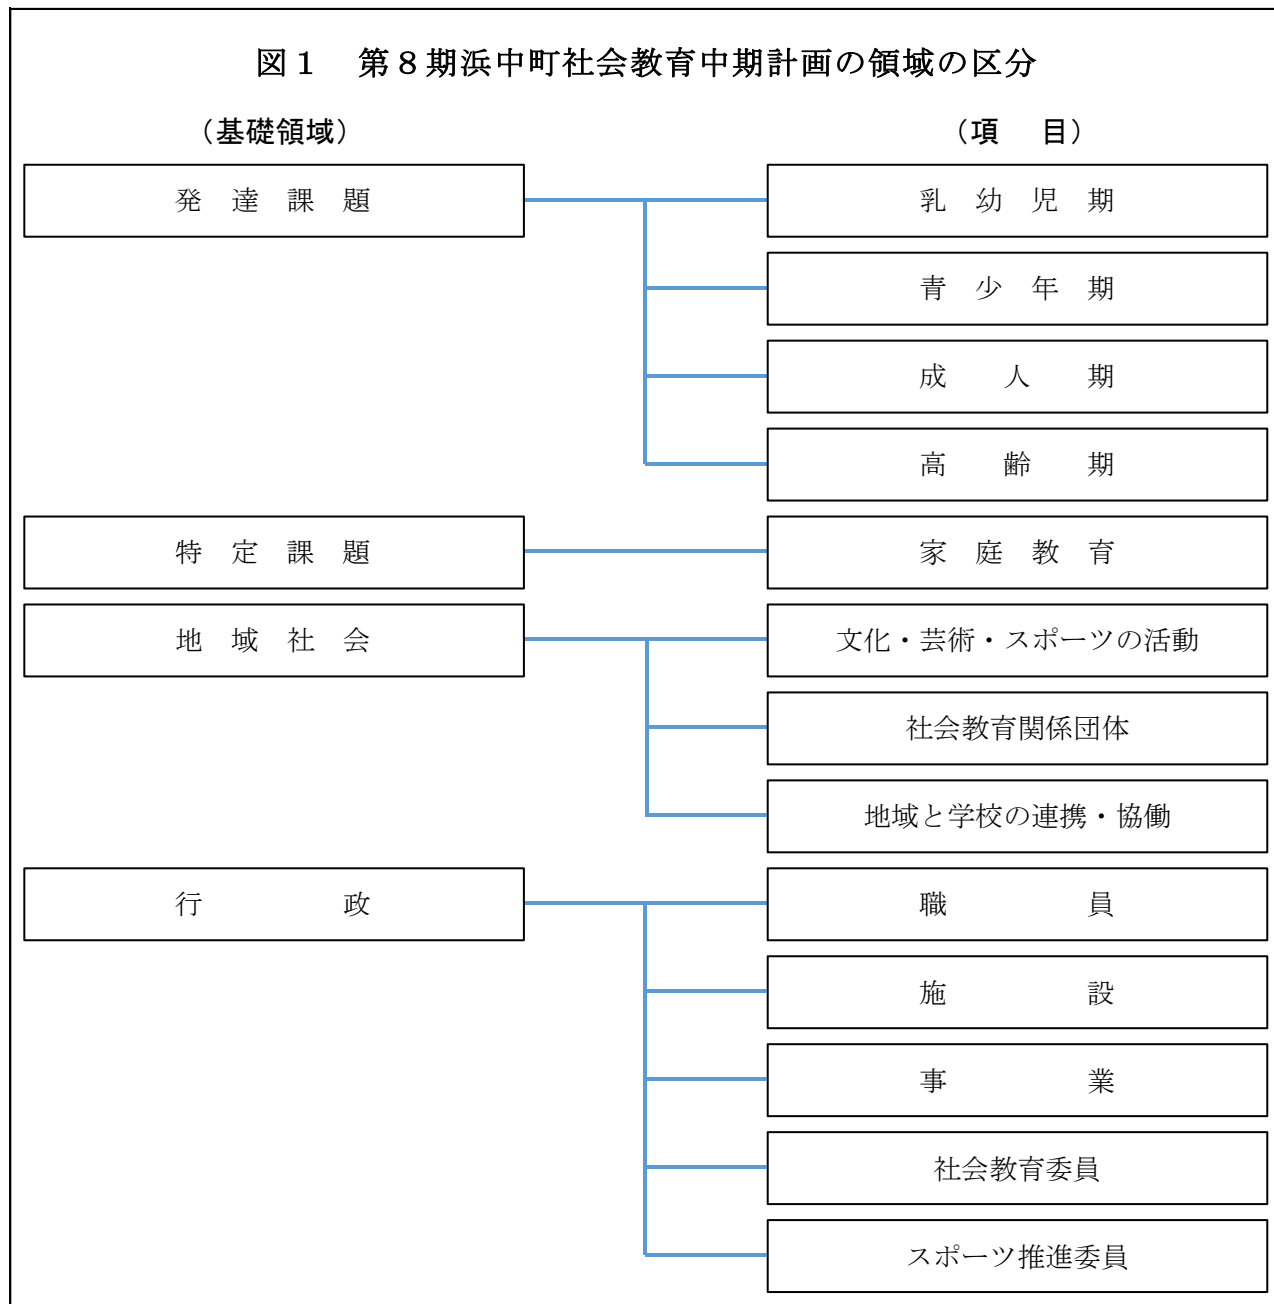 図1　第8期浜中町社会教育中期計画の領域の区分
（基礎領域）　（項　目）
発　達　課　題　乳　幼　児　期
青　少　年　期
成　人　期
高　齢　期
特　定　課　題　家　庭　教　育
地　域　社　会　文化・芸術・スポーツの活動
社会教育関係団体
地域と学校の連携・協働
行　政　職　員
施　設
事　業
社会教育委員
スポーツ推進委員